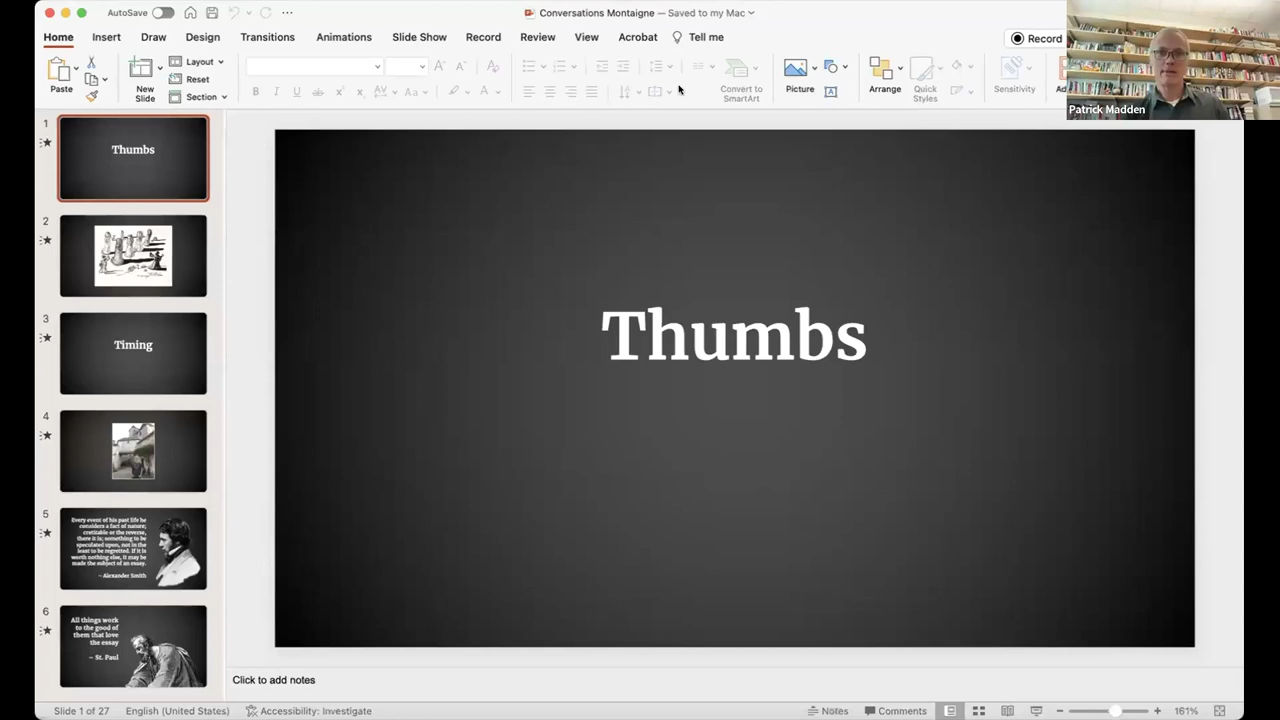 AutoSave
Conversations Montaigne — Saved to my Mac
Home Insert Draw Design Transitions Animations Slide Show Record Review View Acrobat Tell me
Record
Paste
New
Slide
Layout
Reset
Section
Convert to
SmartArt
Picture
Arrange
Quick
Styles
Sensitivity
Patrick Madden
1
Thumbs
2
3
Timing
4
5
Every event of his past life he
considers a fact of nature;
creditable or the reverse,
there it is; something to be
speculated upon, not in the
least to be regretted. If it is
worth nothing else, it may be
made the subject of an essay.
– Alexander Smith
6
All things work
to the good of
them that love
the essay
– St. Paul
Thumbs
Click to add notes
Slide 1 of 27 English (United States) Accessibility: Investigate Notes Comments 161%